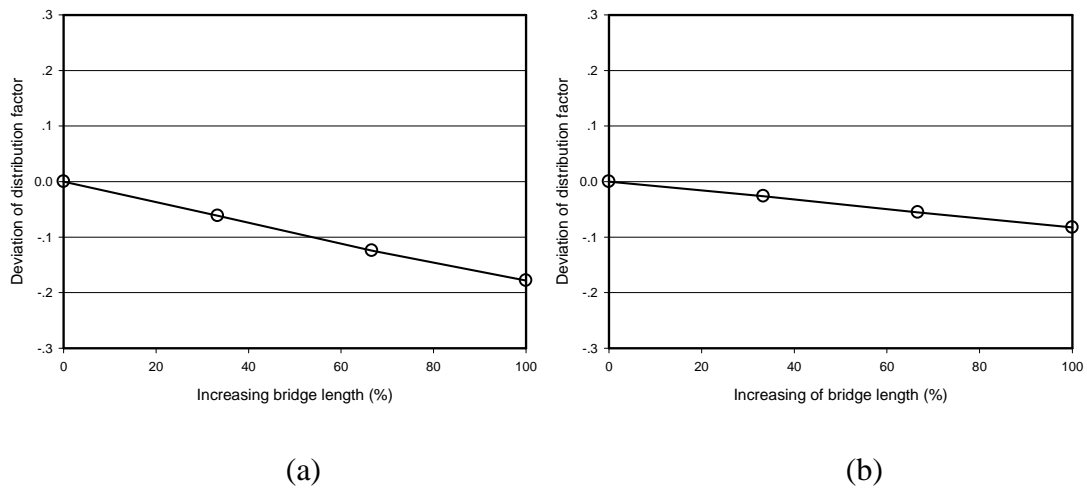 .3
.2
.1
0.0
-.1
-.2
-.3
Deviation of distribution factor
0 20 40 60 80 100
Increasing bridge length (%)
(a)
.3
.2
.1
0.0
-.1
-.2
-.3
Deviation of distribution factor
0 20 40 60 80 100
Increasing of bridge length (%)
(b)